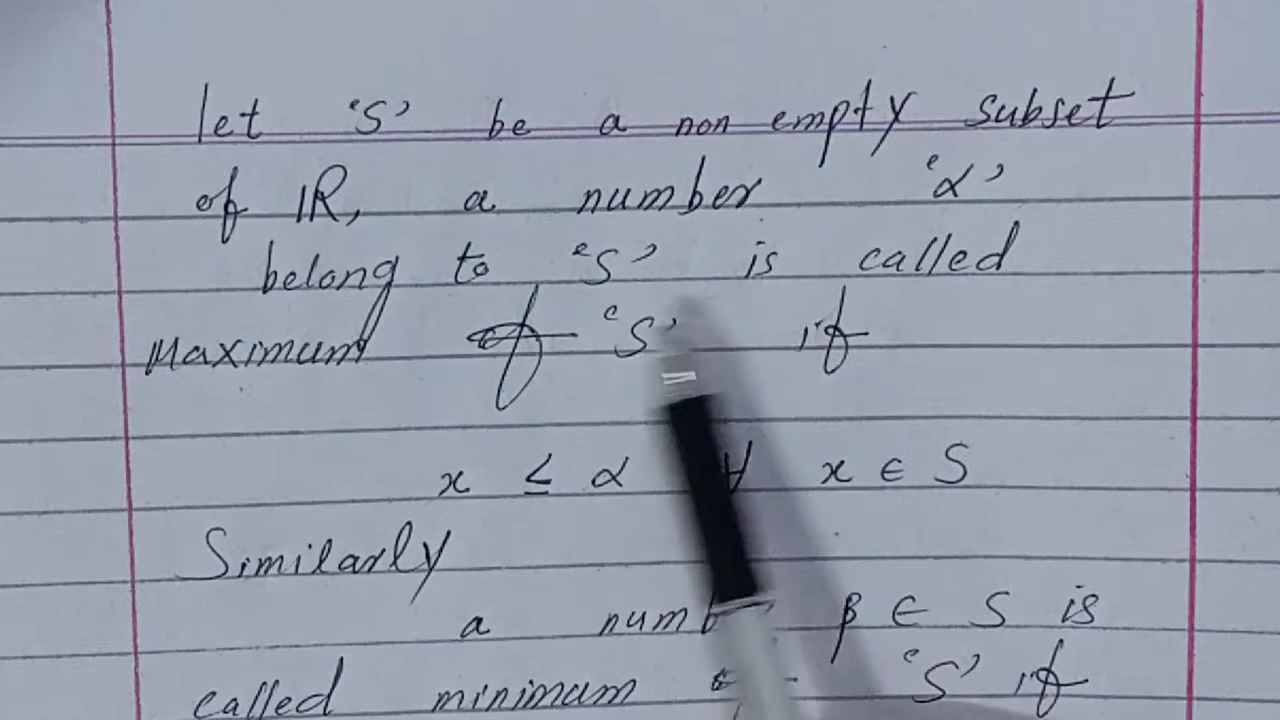 let 'S' be a non empty subset
of IR, a number 'α'
belong to 'S' is called
Maximum of 'S' if
x ≤ α ∀ x ∈ S
Similarly
a β ∈ S is
called minimum 'S' if